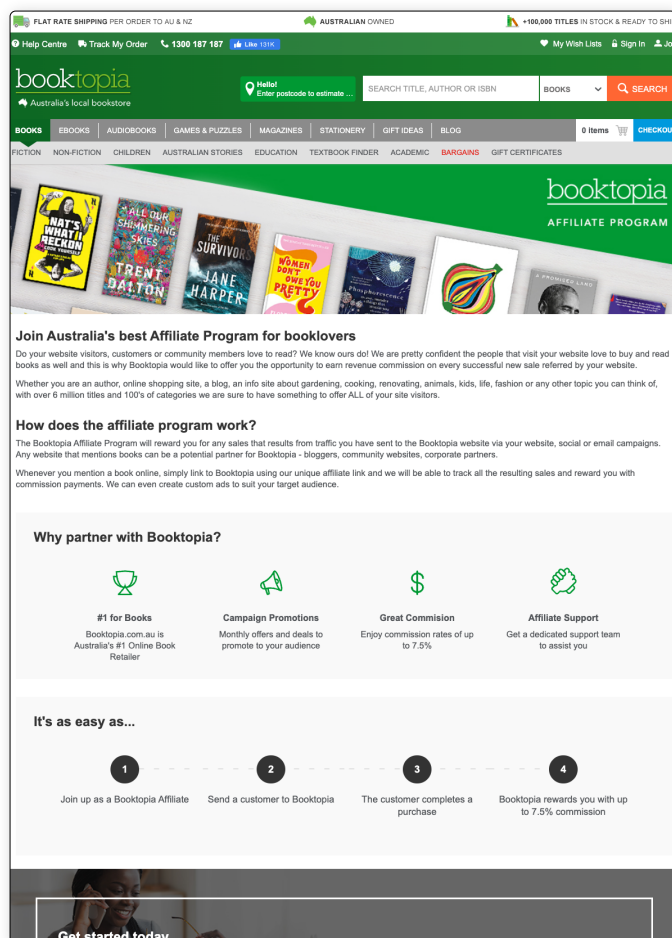 FLAT RATE SHIPPING PER ORDER TO AU & NZ
AUSTRALIAN OWNED
+100,000 TITLES IN STOCK & READY TO SHI
Help Centre
Track My Order
1300 187 187
Like 131K
My Wish Lists
Sign In
Jo
booktopia
Australia's local bookstore
Hello!
Enter postcode to estimate ...
SEARCH TITLE, AUTHOR OR ISBN
BOOKS
SEARCH
BOOKS
EBOOKS
AUDIOBOOKS
GAMES & PUZZLES
MAGAZINES
STATIONERY
GIFT IDEAS
BLOG
0 items
CHECKOU
FICTION
NON-FICTION
CHILDREN
AUSTRALIAN STORIES
EDUCATION
TEXTBOOK FINDER
ACADEMIC
BARGAINS
GIFT CERTIFICATES
booktopia
AFFILIATE PROGRAM
NAT'S
WHAT I
RECKON
ALL OUR
SHIMMERING
SKIES
TRENT
DALTON
THE
SURVIVORS
JANE
HARPER
WOMEN
DON'T
OWE YOU
PRETTY
Phosphorescence
A PROMISED LAND
Join Australia's best Affiliate Program for booklovers
Do your website visitors, customers or community members love to read? We know ours do! We are pretty confident the people that visit your website love to buy and read
books as well and this is why Booktopia would like to offer you the opportunity to earn revenue commission on every successful new sale referred by your website.
Whether you are an author, online shopping site, a blog, an info site about gardening, cooking, renovating, animals, kids, life, fashion or any other topic you can think of,
with over 6 million titles and 100's of categories we are sure to have something to offer ALL of your site visitors.
How does the affiliate program work?
The Booktopia Affiliate Program will reward you for any sales that results from traffic you have sent to the Booktopia website via your website, social or email campaigns.
Any website that mentions books can be a potential partner for Booktopia - bloggers, community websites, corporate partners.
Whenever you mention a book online, simply link to Booktopia using our unique affiliate link and we will be able to track all the resulting sales and reward you with
commission payments. We can even create custom ads to suit your target audience.
Why partner with Booktopia?
#1 for Books
Booktopia.com.au is
Australia's #1 Online Book
Retailer
Campaign Promotions
Monthly offers and deals to
promote to your audience
Great Commision
Enjoy commission rates of up
to 7.5%
Affiliate Support
Get a dedicated support team
to assist you
It's as easy as...
1
Join up as a Booktopia Affiliate
2
Send a customer to Booktopia
3
The customer completes a
purchase
4
Booktopia rewards you with up
to 7.5% commission
Get started today